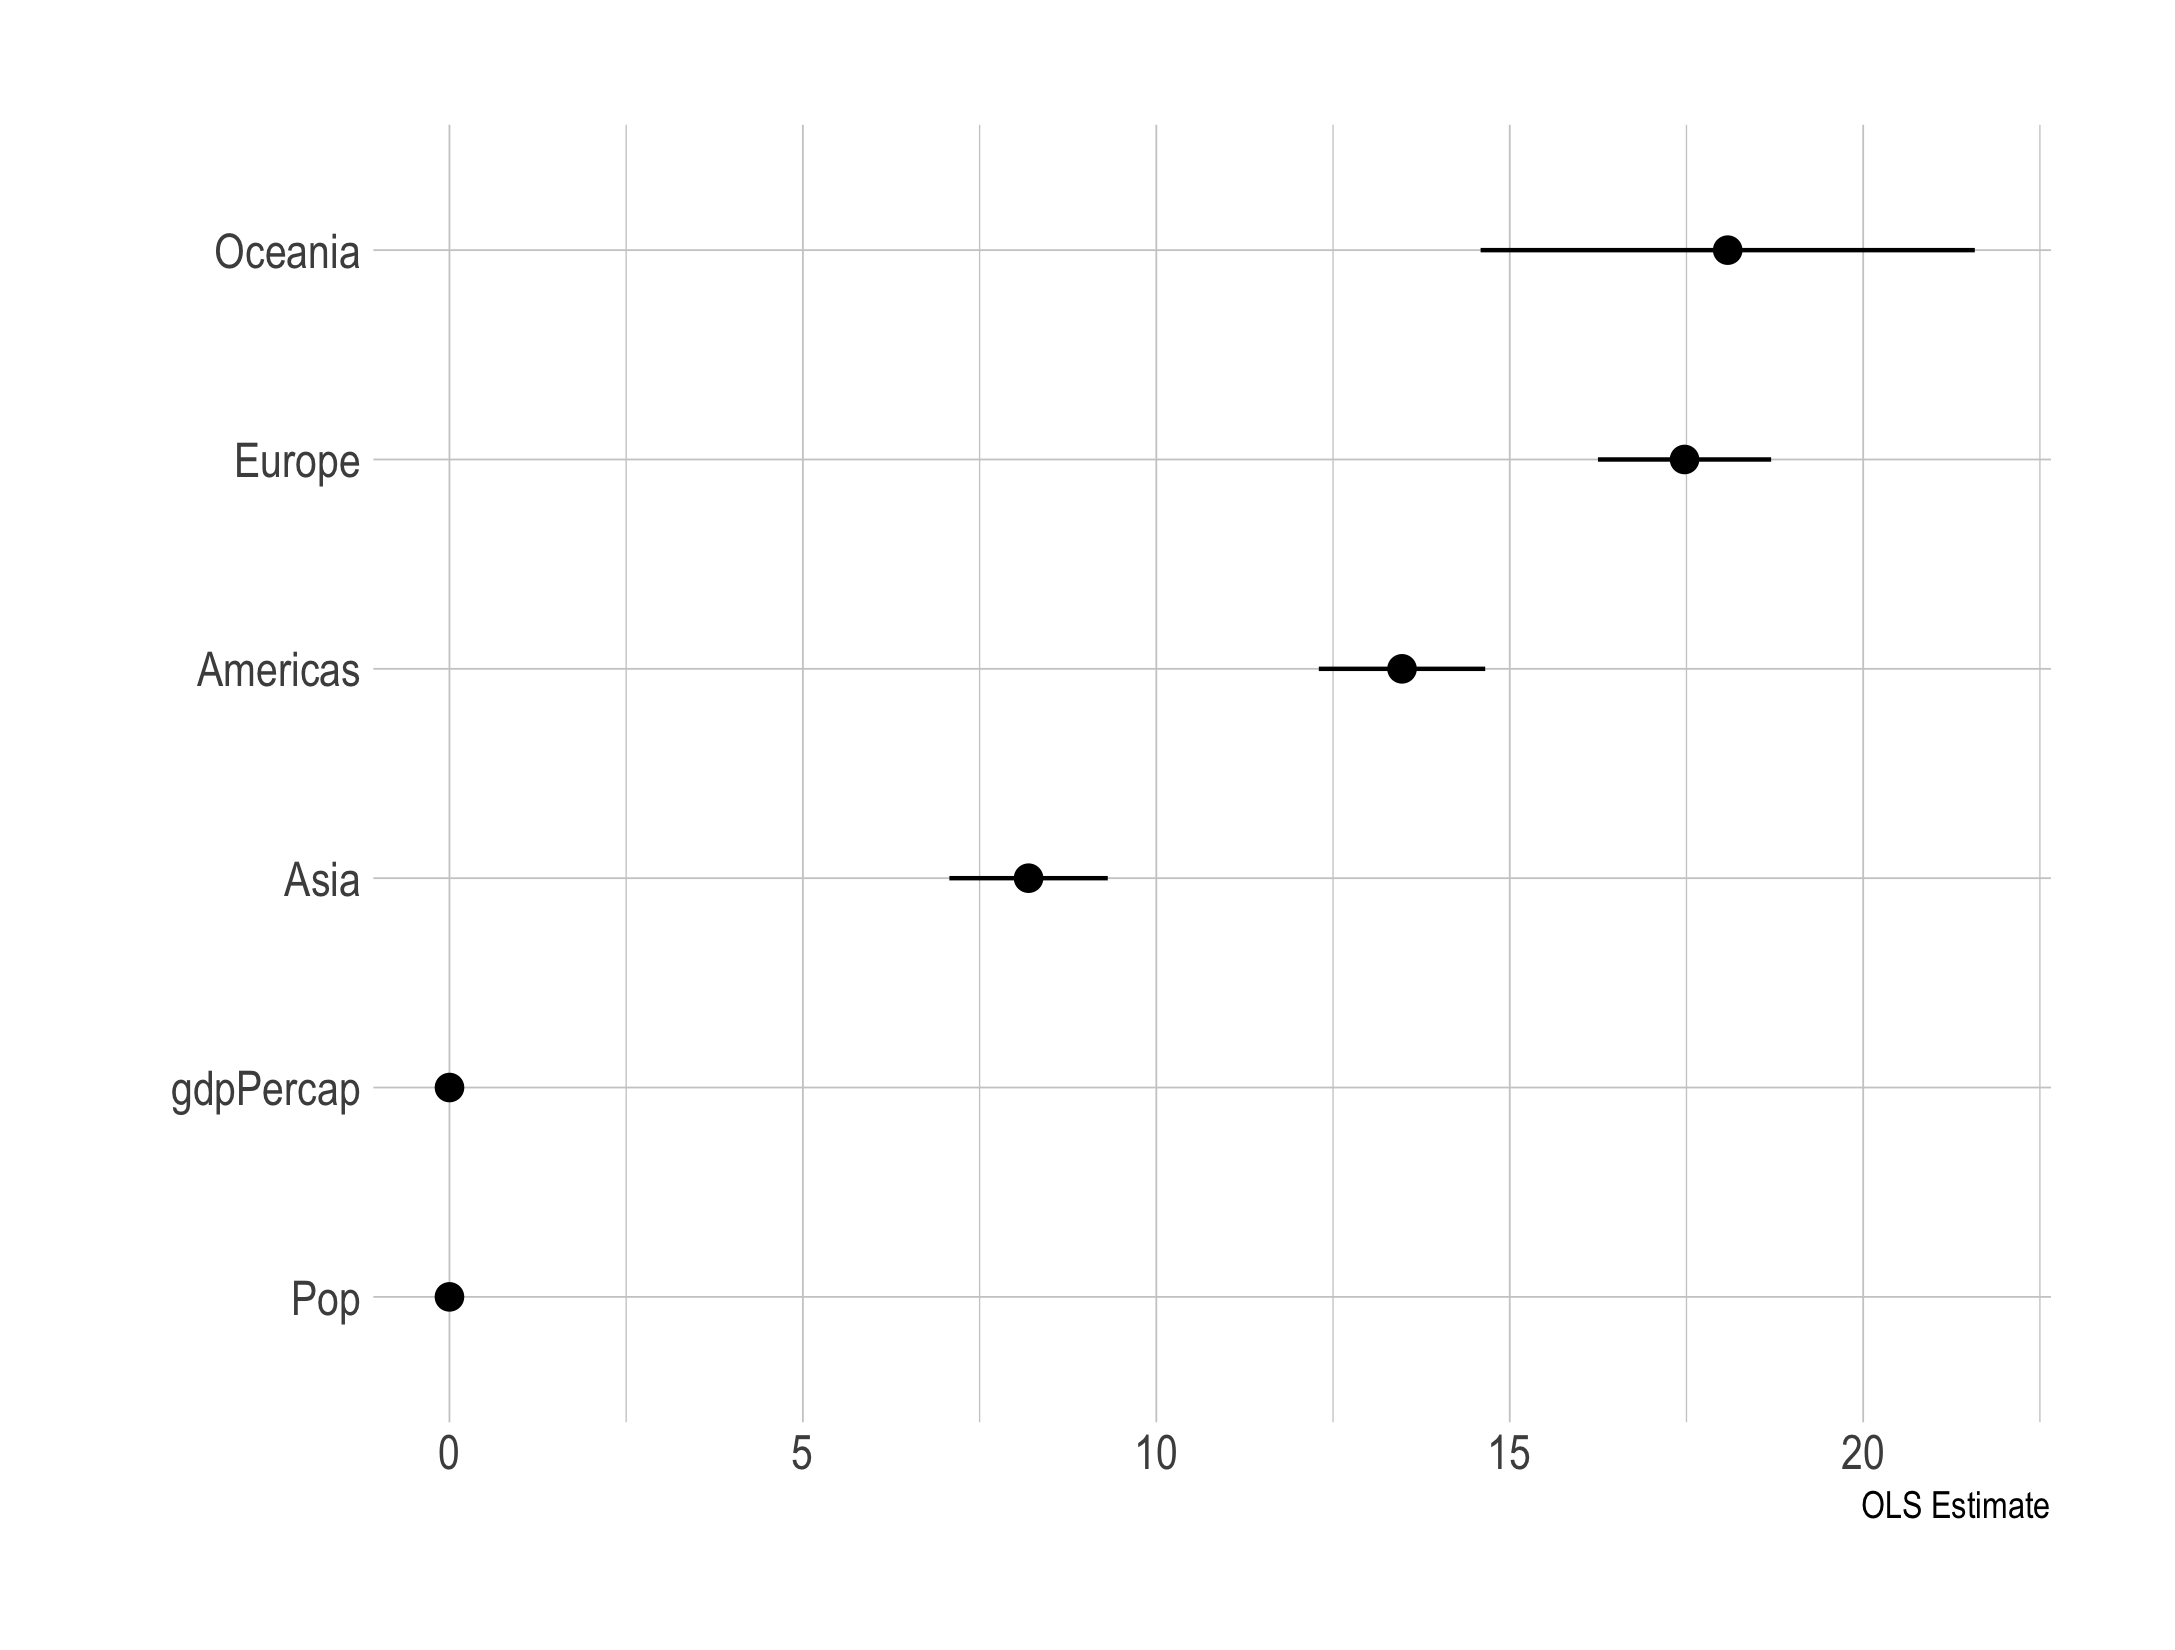 Oceania
Europe
Americas
Asia
gdpPercap
Pop
0 5 10 15 20
OLS Estimate